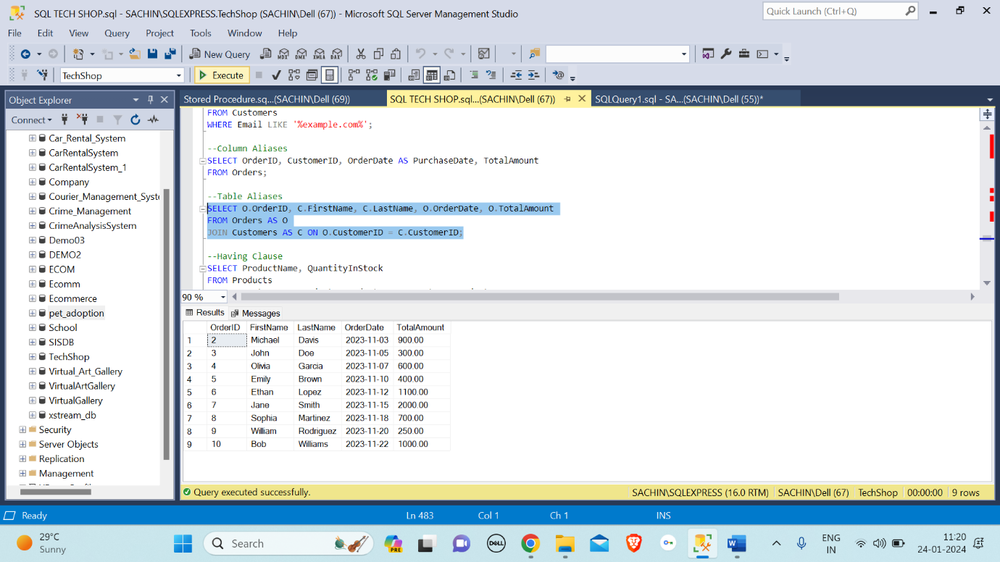 SQL TECH SHOP.sql - SACHIN\SQLEXPRESS.TechShop (SACHIN\Dell (67)) - Microsoft SQL Server Management Studio
Quick Launch (Ctrl+Q)
File Edit View Query Project Tools Window Help
New Query
MDX DMX XMLA DAX
TechShop
Execute
Object Explorer
Connect
Car_Rental_System
CarRentalSystem
CarRentalSystem_1
Company
Courier_Management_Syste
Crime_Management
CrimeAnalysisSystem
Demo03
DEMO2
ECOM
Ecomm
Ecommerce
pet_adoption
School
SISDB
TechShop
Virtual_Art_Gallery
VirtualArtGallery
VirtualGallery
xstream_db
Security
Server Objects
Replication
Management
Stored Procedure.sq...(SACHIN\Dell (69))
SQL TECH SHOP.sql...(SACHIN\Dell (67))
SQLQuery1.sql - SA...(SACHIN\Dell (55))*
FROM Customers
WHERE Email LIKE '%example.com%';
--Column Aliases
SELECT OrderID, CustomerID, OrderDate AS PurchaseDate, TotalAmount
FROM Orders;
--Table Aliases
SELECT O.OrderID, C.FirstName, C.LastName, O.OrderDate, O.TotalAmount
FROM Orders AS O
JOIN Customers AS C ON O.CustomerID = C.CustomerID;
--Having Clause
SELECT ProductName, QuantityInStock
FROM Products
90 %
Results Messages
OrderID FirstName LastName OrderDate TotalAmount
1 2 Michael Davis 2023-11-03 900.00
2 3 John Doe 2023-11-05 300.00
3 4 Olivia Garcia 2023-11-07 600.00
4 5 Emily Brown 2023-11-10 400.00
5 6 Ethan Lopez 2023-11-12 1100.00
6 7 Jane Smith 2023-11-15 2000.00
7 8 Sophia Martinez 2023-11-18 700.00
8 9 William Rodriguez 2023-11-20 250.00
9 10 Bob Williams 2023-11-22 1000.00
Query executed successfully.
SACHIN\SQLEXPRESS (16.0 RTM) SACHIN\Dell (67) TechShop 00:00:00 9 rows
Ready Ln 483 Col 1 Ch 1 INS
29°C
Sunny
Search
PRE
DELL
ENG
IN
11:20
24-01-2024